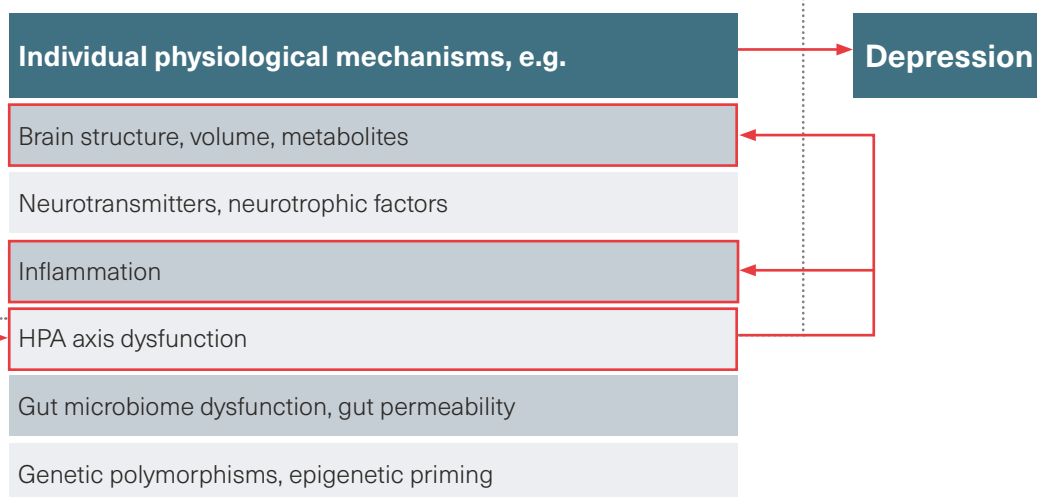 Individual physiological mechanisms, e.g.
Depression
Brain structure, volume, metabolites
Neurotransmitters, neurotrophic factors
Inflammation
HPA axis dysfunction
Gut microbiome dysfunction, gut permeability
Genetic polymorphisms, epigenetic priming